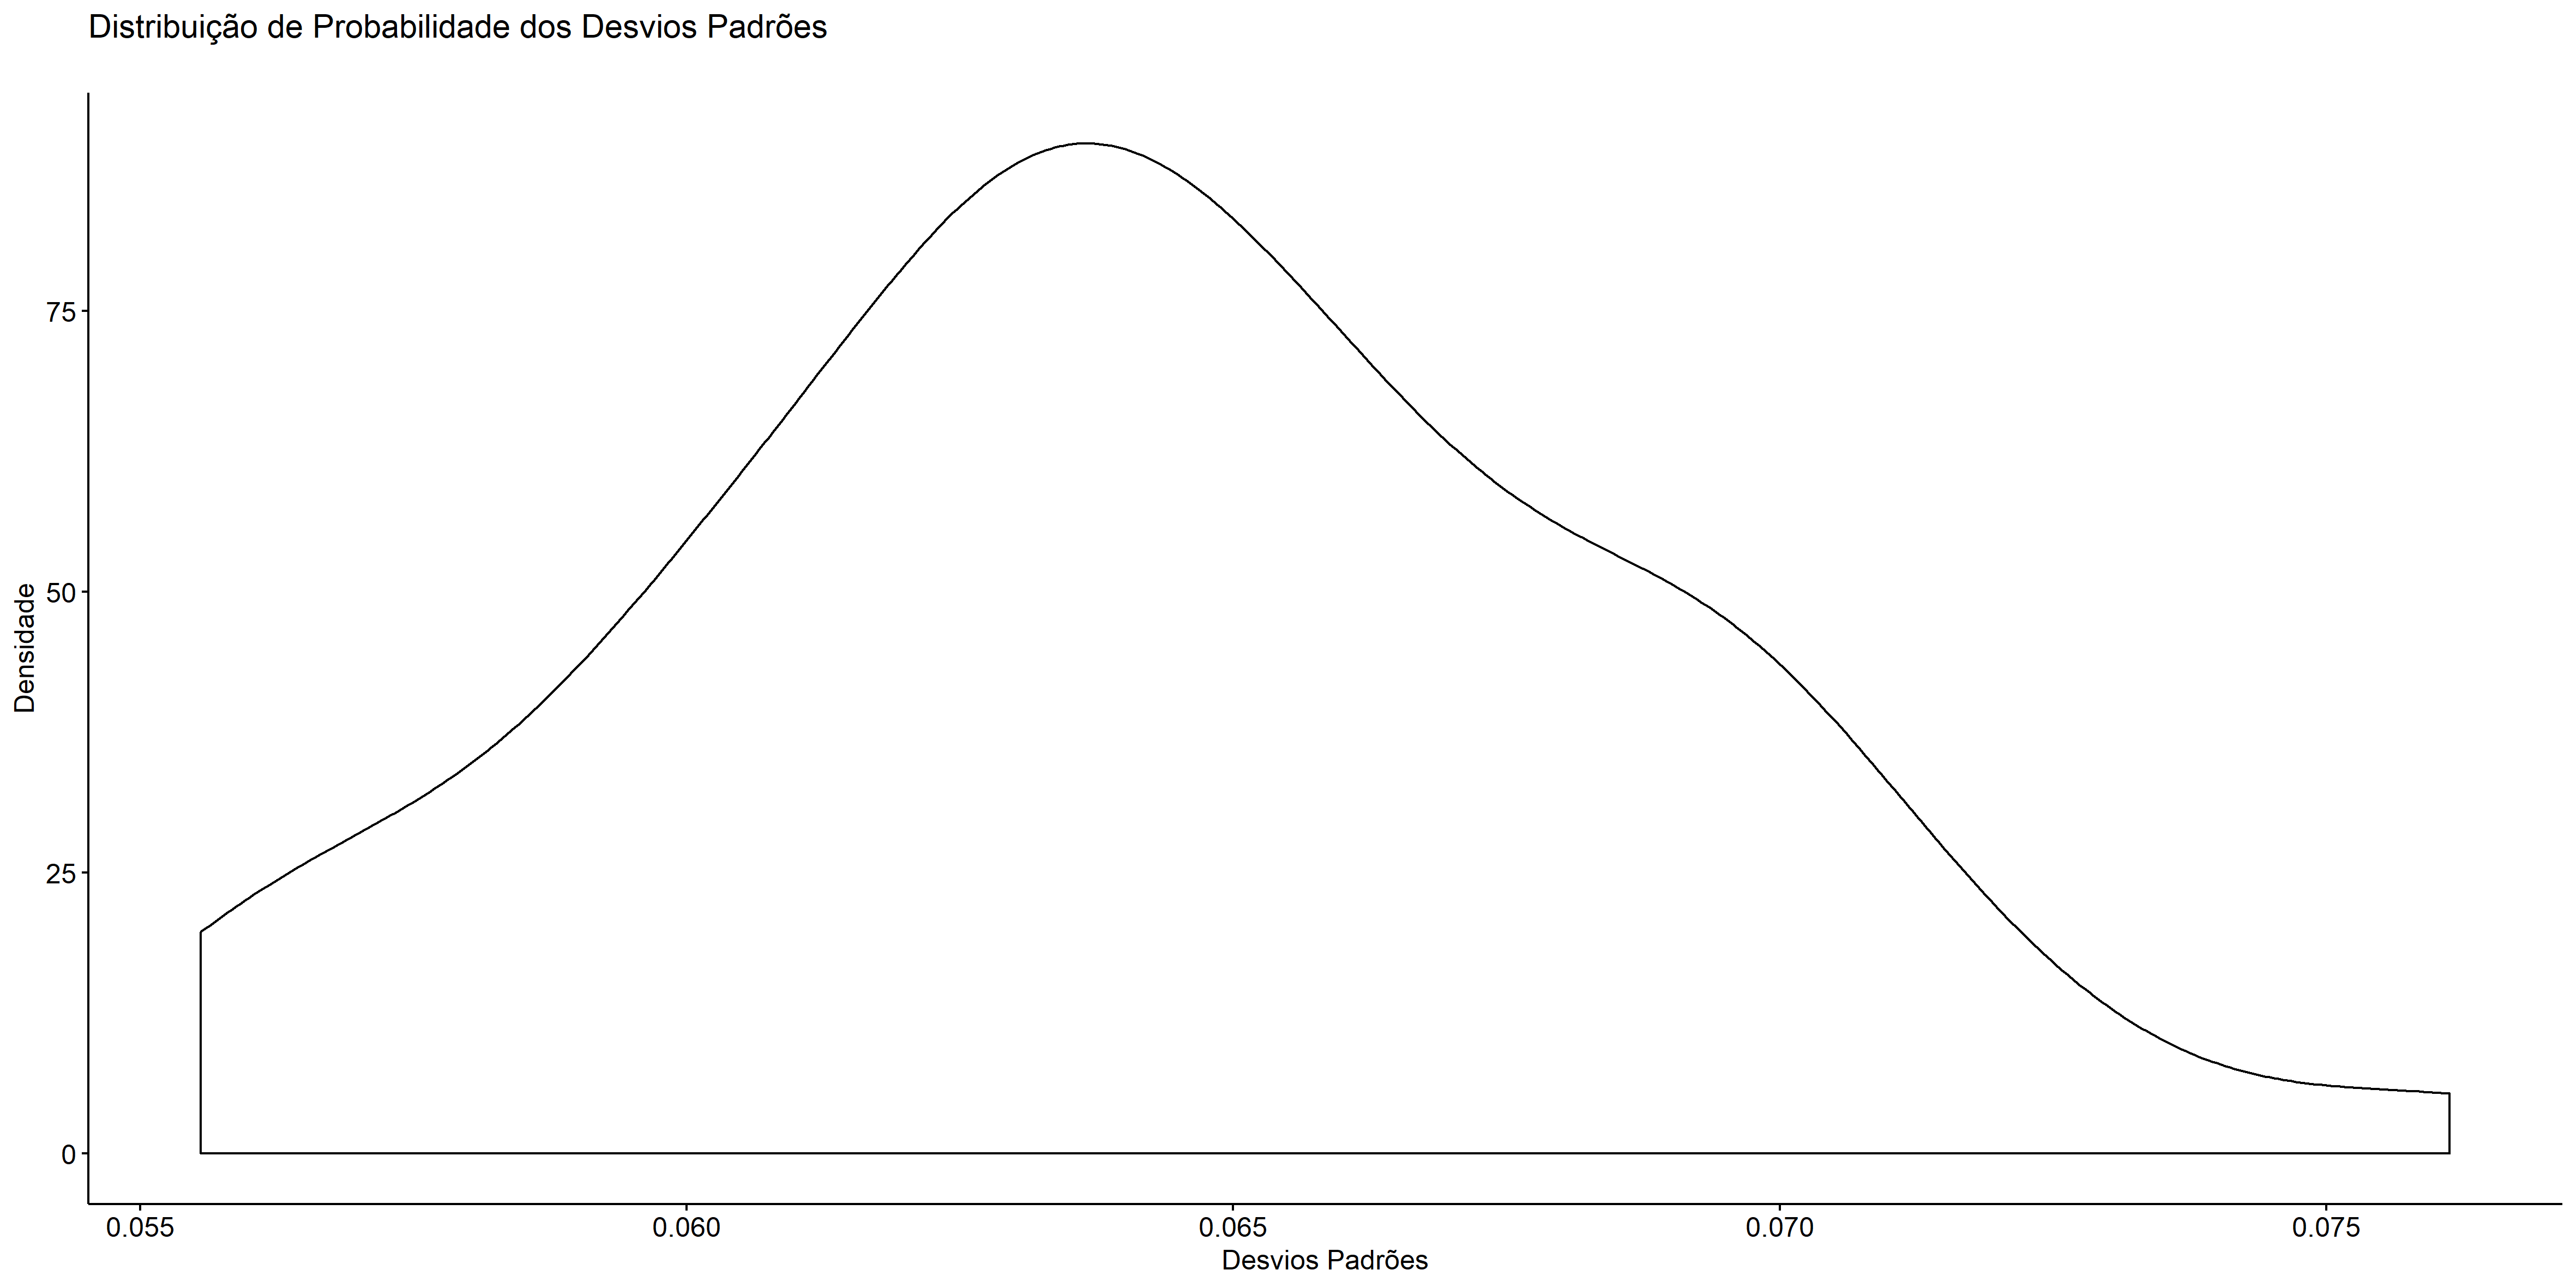 Distribuição de Probabilidade dos Desvios Padrões
Densidade
75
50
25
0
0.055 0.060 0.065 0.070 0.075
Desvios Padrões